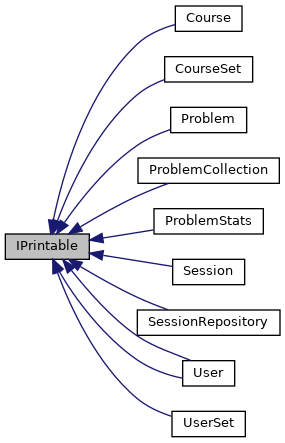 Course
CourseSet
Problem
ProblemCollection
ProblemStats
IPrintable
Session
SessionRepository
User
UserSet